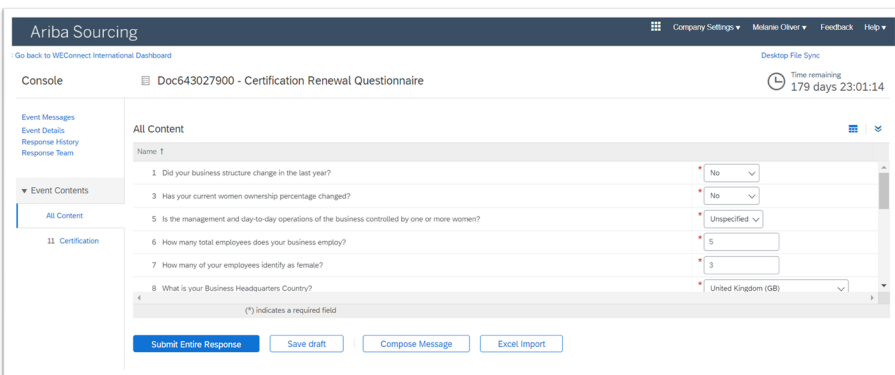 Ariba Sourcing
Company Settings ▾ Melanie Oliver ▾ Feedback Help ▾
Go back to WEConnect International Dashboard
Desktop File Sync
Console
Doc643027900 - Certification Renewal Questionnaire
Time remaining
179 days 23:01:14
Event Messages
Event Details
Response History
Response Team
▼ Event Contents
All Content
11 Certification
All Content
Name ↑
1 Did your business structure change in the last year? * No
3 Has your current women ownership percentage changed? * No
5 Is the management and day-to-day operations of the business controlled by one or more women? * Unspecified
6 How many total employees does your business employ? * 5
7 How many of your employees identify as female? * 3
8 What is your Business Headquarters Country? * United Kingdom (GB)
(*) indicates a required field
Submit Entire Response
Save draft
Compose Message
Excel Import